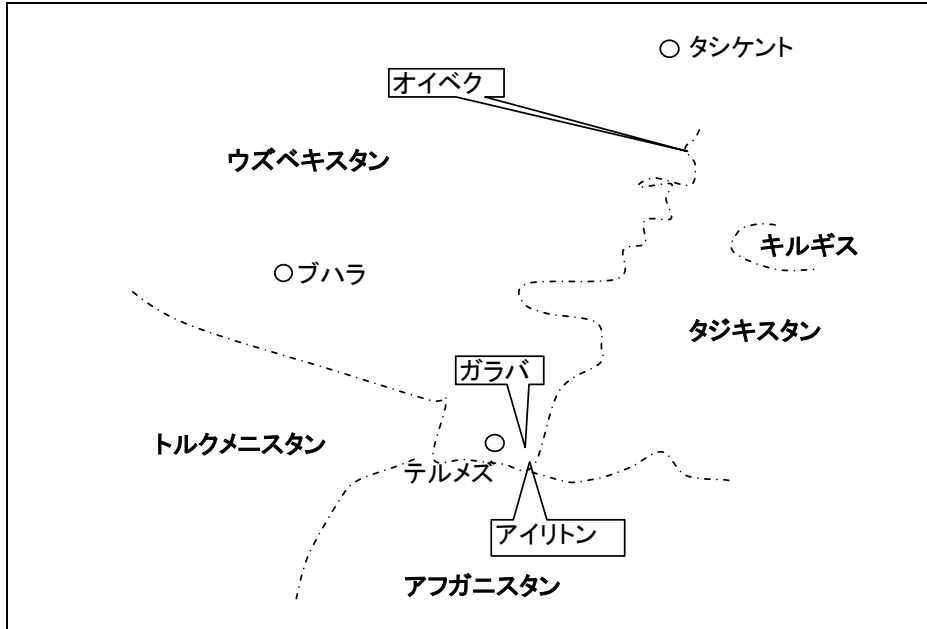 タシケント
オイベク
ウズベキスタン
キルギス
ブハラ
タジキスタン
ガラバ
トルクメニスタン
テルメズ
アイリトン
アフガニスタン